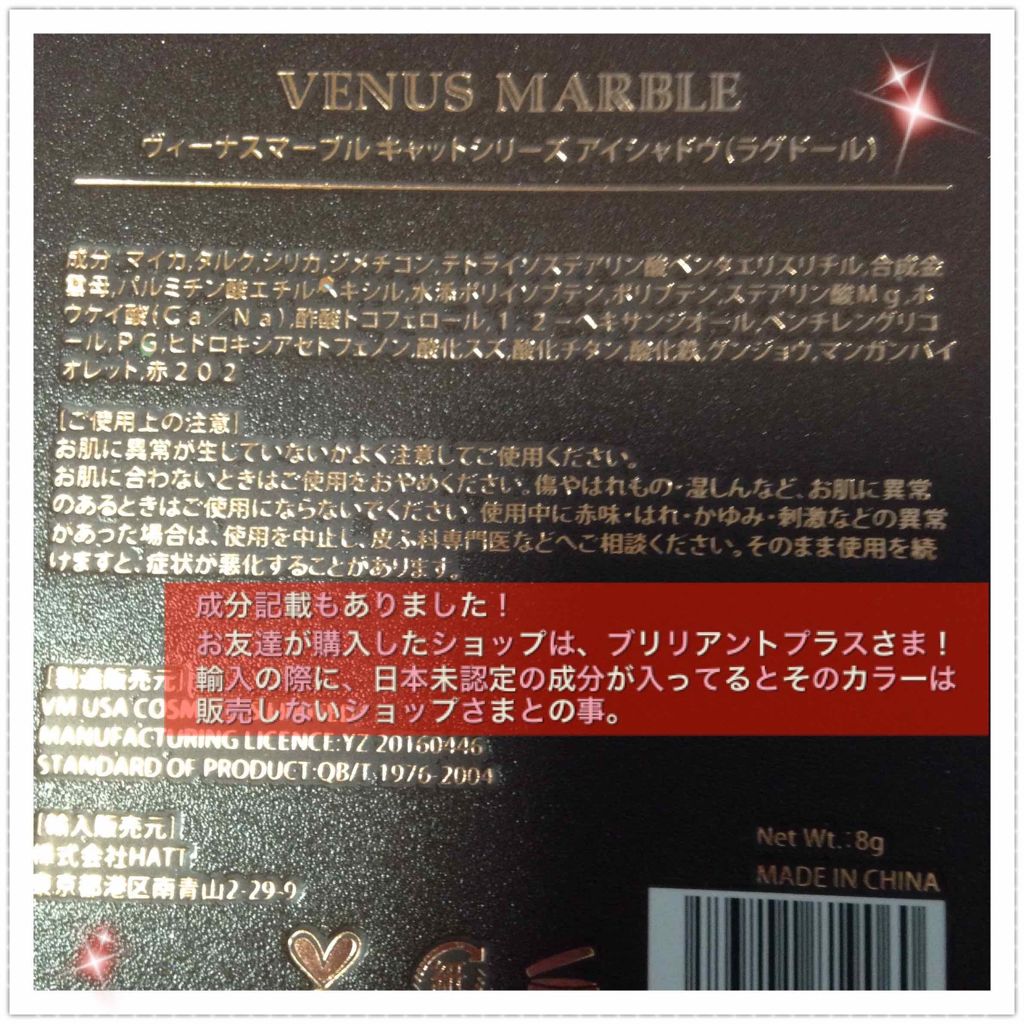 VENUS MARBLE
ヴィーナスマーブル キャットシリーズ アイシャドウ(ラグドール)
成分 マイカ,タルク,シリカ,ジメチコン,テトライソステアリン酸ペンタエリスリチル,合成金
雲母,パルミチン酸エチルヘキシル,水添ポリイソブテン,ポリブテン,ステアリン酸Mg,ホ
ウケイ酸(Ca/Na),酢酸トコフェロール,1,2-ヘキサンジオール,ペンチレングリコ
ール,PG,ヒドロキシアセトフェノン,酸化スズ,酸化チタン,酸化鉄,グンジョウ,マンガンバイ
オレット,赤202
[ご使用上の注意]
お肌に異常が生じていないかよく注意してご使用ください。
お肌に合わないときはご使用をおやめください。傷やはれもの・湿しんなど、お肌に異常
のあるときはご使用にならないでください 使用中に赤味・はれ・かゆみ・刺激などの異常
があった場合は、使用を中止し、皮ふ科専門医などへご相談ください。そのまま使用を続
けますと、症状が悪化することがあります。
成分記載もありました!
お友達が購入したショップは、ブリリアントプラスさま!
輸入の際に、日本未認定の成分が入ってるとそのカラーは
販売しないショップさまとの事。
[製造販売元]
VM USA
MANUFACTURING LICENCE:YZ 20160446
STANDARD OF PRODUCT:QB/T 1976-2004
[輸入販売元]
株式会社HATT
東京都港区南青山2-29-9
Net Wt.:8g
MADE IN CHINA